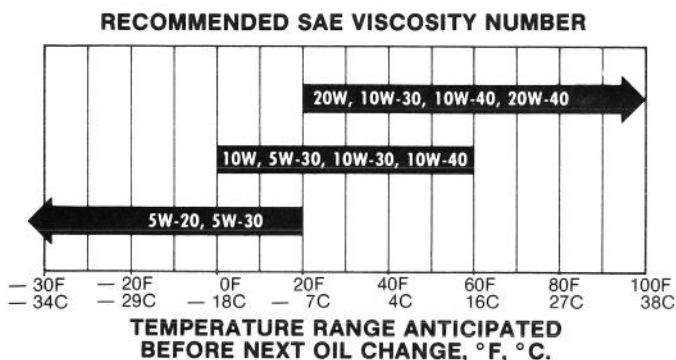 RECOMMENDED SAE VISCOSITY NUMBER
20W, 10W-30, 10W-40, 20W-40
10W, 5W-30, 10W-30, 10W-40
5W-20, 5W-30
— 30F — 20F 0F 20F 40F 60F 80F 100F
— 34C — 29C — 18C — 7C 4C 16C 27C 38C
TEMPERATURE RANGE ANTICIPATED
BEFORE NEXT OIL CHANGE, °F, °C.